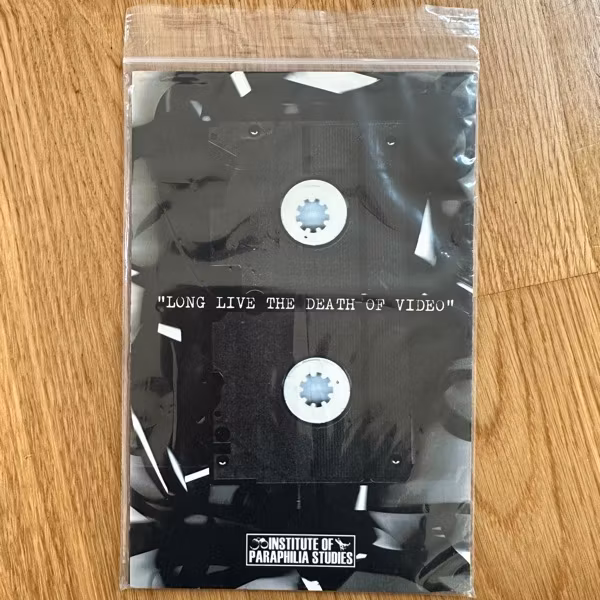 "LONG LIVE THE DEATH OF VIDEO"
INSTITUTE OF
PARAPHILIA STUDIES